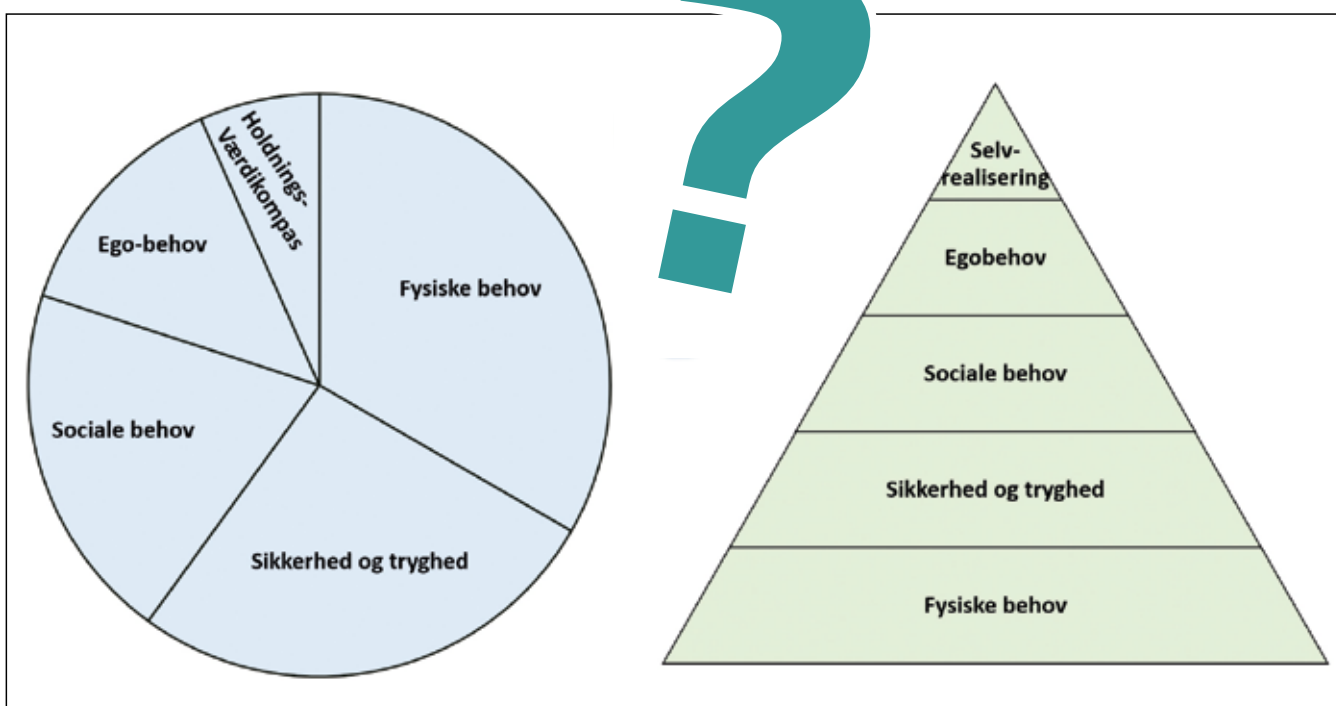 ?
Holdnings-
Værdikompas
Ego-behov
Fysiske behov
Sociale behov
Sikkerhed og tryghed
Selv-
realisering
Egobehov
Sociale behov
Sikkerhed og tryghed
Fysiske behov